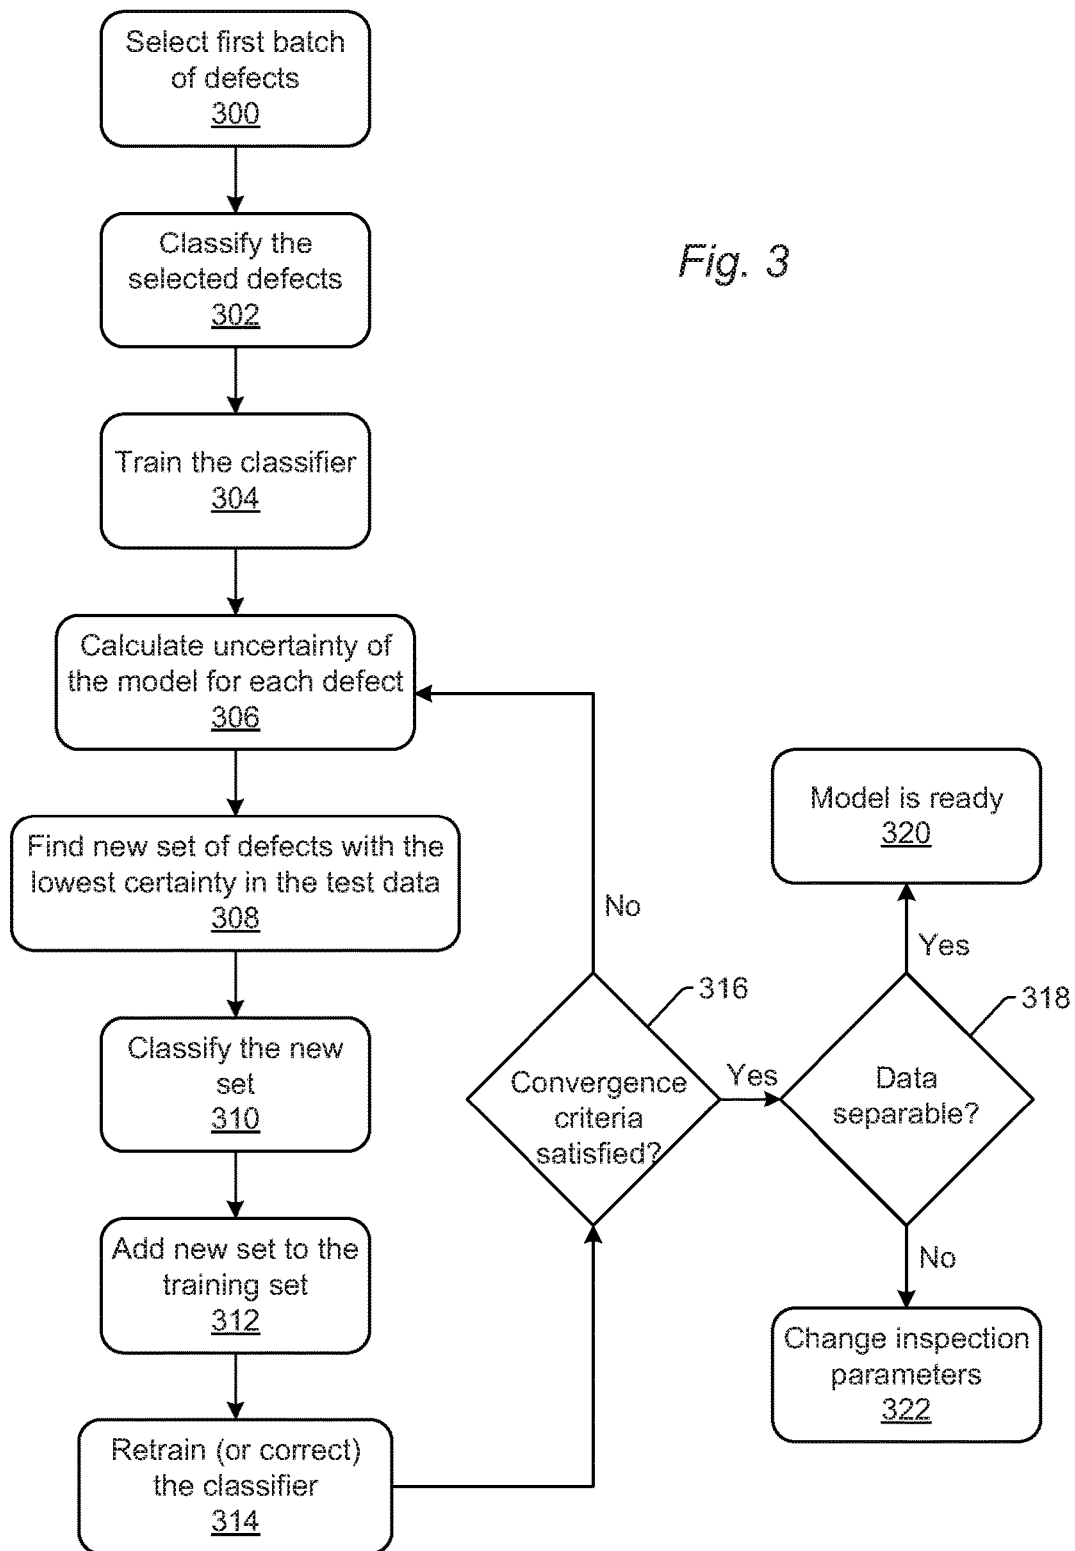 Select first batch
of defects
300
Classify the
selected defects
302
Fig. 3
Train the classifier
304
Calculate uncertainty of
the model for each defect
306
Find new set of defects with the
lowest certainty in the test data
308
Classify the new
set
310
Add new set to the
training set
312
Retrain (or correct)
the classifier
314
No
316
Convergence
criteria
satisfied?
Yes
318
Data
separable?
Yes
Model is ready
320
No
Change inspection
parameters
322